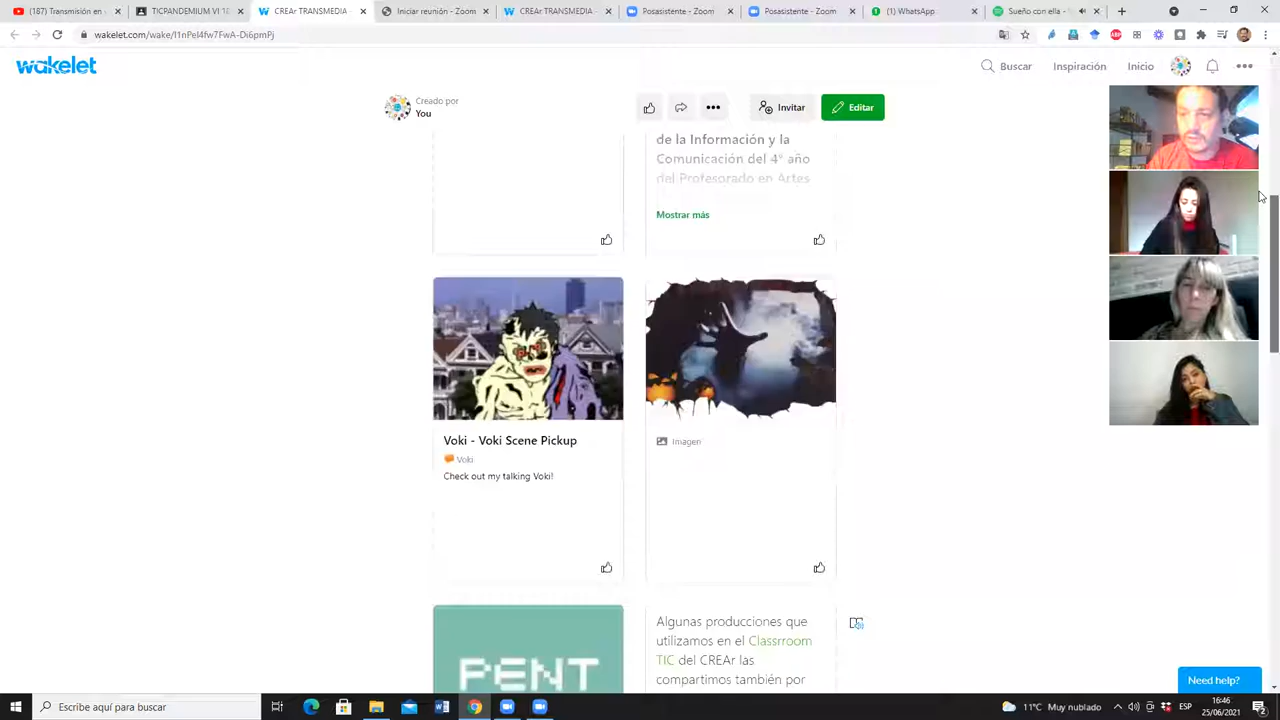 (187) Transmisión en
TICPANDEMIUM VI 18
CREAr TRANSMEDIA -
Iniciar reunión - Zoom
CREAr TRANSMEDIA -
Posasistente - Zoom
Posasistente - Zoom
(1) WhatsApp
Sueño con ella
wakelet.com/wake/I1nPel4fw7FwA-Di6pmPj
wakelet
Buscar
Inspiración
Inicio
Creado por
You
Invitar
Editar
de la Información y la
Comunicación del 4° año
del Profesorado en Artes
Mostrar más
Voki - Voki Scene Pickup
Voki
Check out my talking Voki!
Imagen
PENT
Algunas producciones que
utilizamos en el Classrroom
TIC del CREAr las
compartimos también por
Need help?
Escribe aquí para buscar
11°C Muy nublado
ESP
16:46
25/06/2021
2